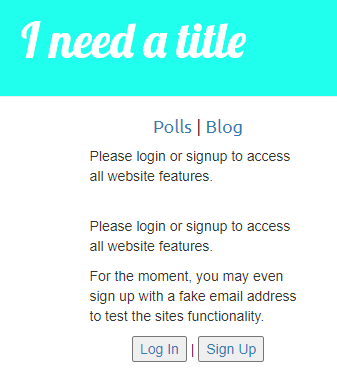 I need a title
Polls | Blog
Please login or signup to access
all website features.
Please login or signup to access
all website features.
For the moment, you may even
sign up with a fake email address
to test the sites functionality.
Log In | Sign Up